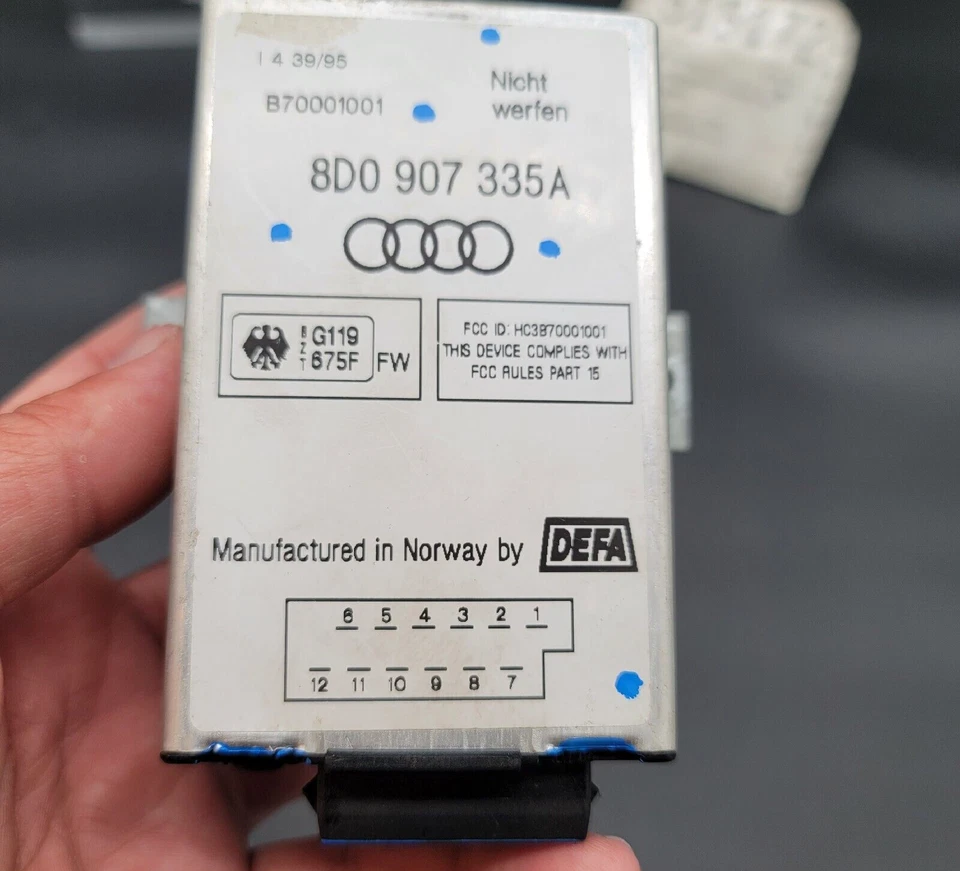 I 4 39/95
Nicht
werfen
B70001001
8D0 907 335A
BZT
G119
675F
FW
FCC ID: HC3B70001001
THIS DEVICE COMPLIES WITH
FCC RULES PART 15
Manufactured in Norway by DEFA
6 5 4 3 2 1
12 11 10 9 8 7